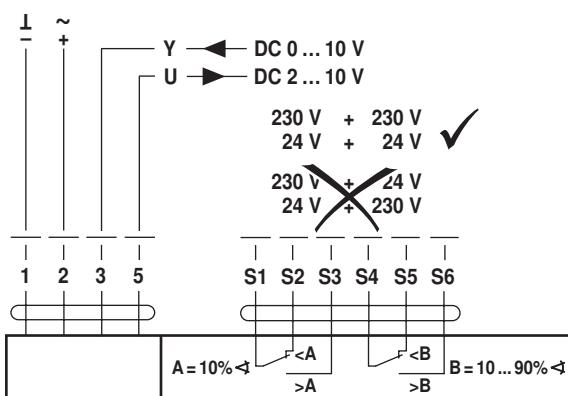 ⊥ ~
– +
Y DC 0 ... 10 V
U DC 2 ... 10 V
230 V + 230 V
24 V + 24 V
230 V + 24 V
24 V + 230 V
1 2 3 5 S1 S2 S3 S4 S5 S6
A = 10% ∢ <A <B B = 10 ... 90% ∢
>A >B